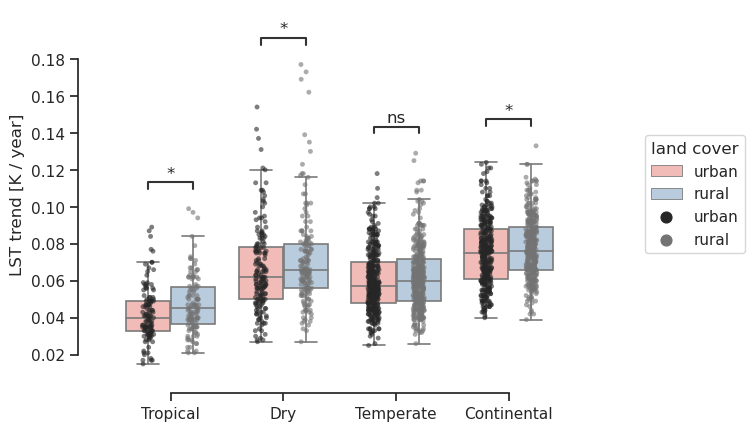 *
*
ns
*
0.18
0.16
0.14
0.12
0.10
0.08
0.06
0.04
0.02
LST trend [K / year]
Tropical
Dry
Temperate
Continental
land cover
urban
rural
urban
rural